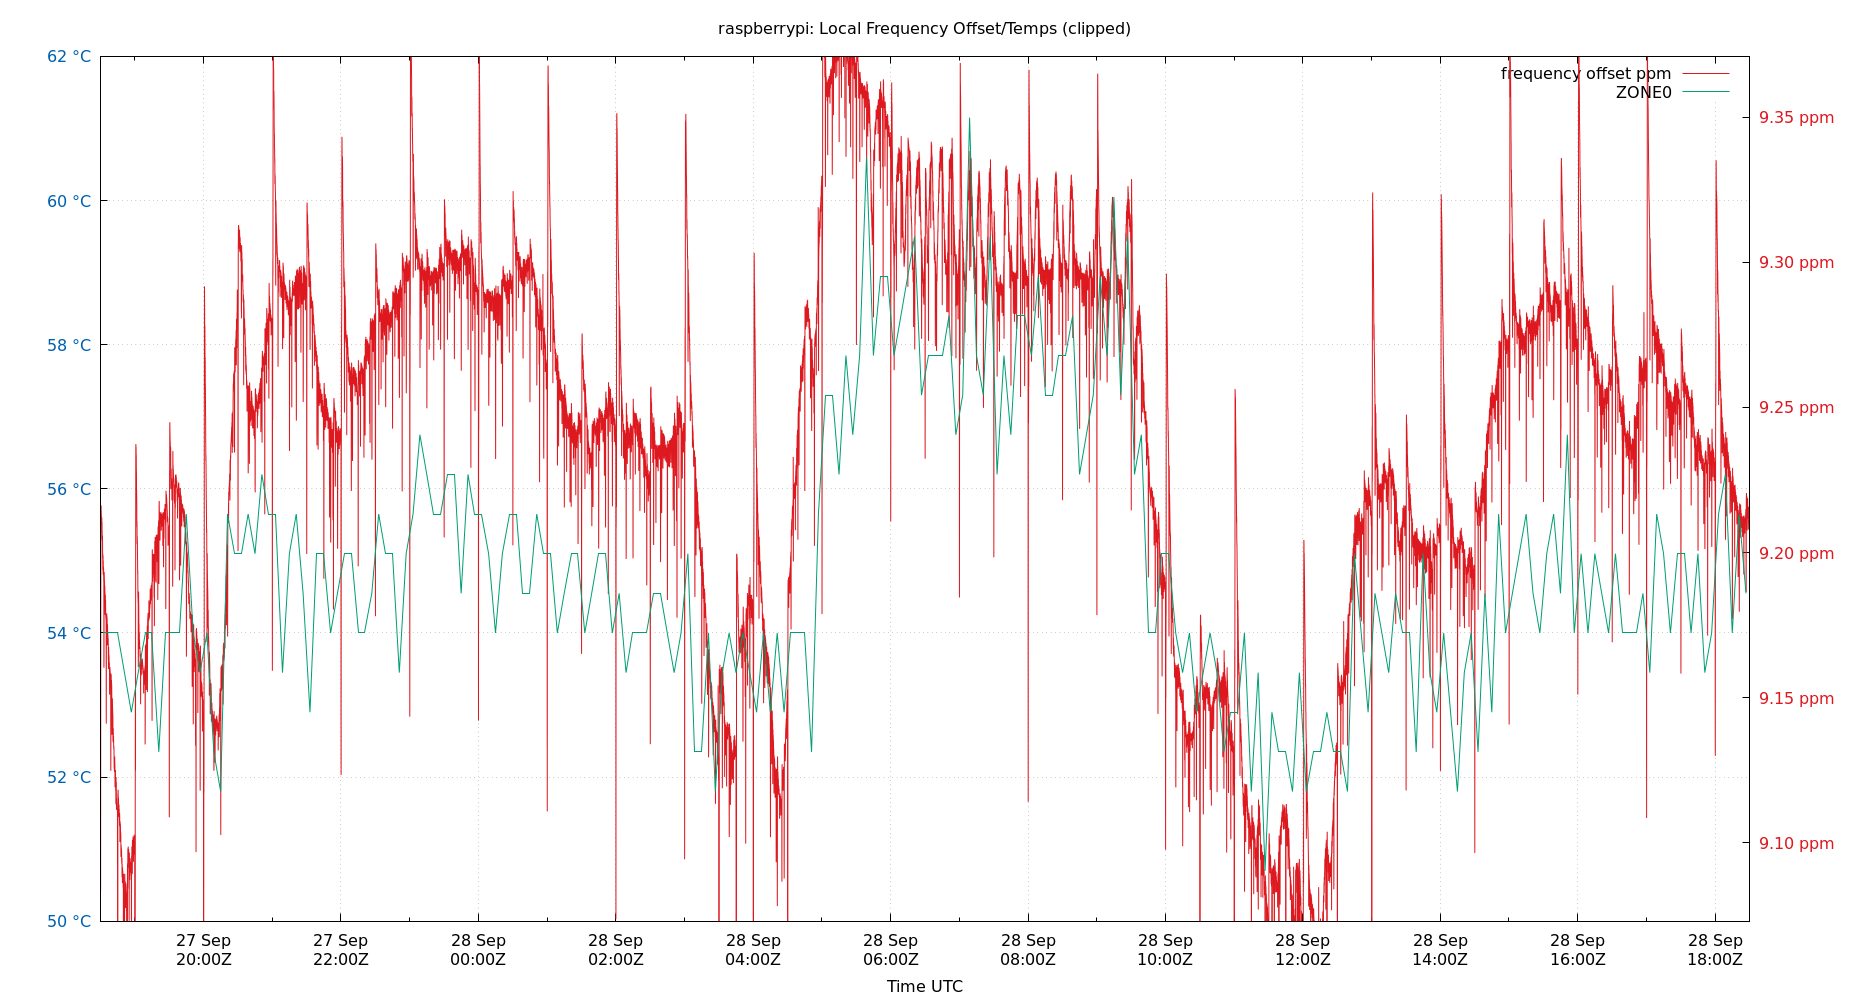 raspberrypi: Local Frequency Offset/Temps (clipped)
62 °C
60 °C
58 °C
56 °C
54 °C
52 °C
50 °C
frequency offset ppm
ZONE0
9.35 ppm
9.30 ppm
9.25 ppm
9.20 ppm
9.15 ppm
9.10 ppm
27 Sep 27 Sep 28 Sep 28 Sep 28 Sep 28 Sep 28 Sep 28 Sep 28 Sep 28 Sep 28 Sep 28 Sep
20:00Z 22:00Z 00:00Z 02:00Z 04:00Z 06:00Z 08:00Z 10:00Z 12:00Z 14:00Z 16:00Z 18:00Z
Time UTC